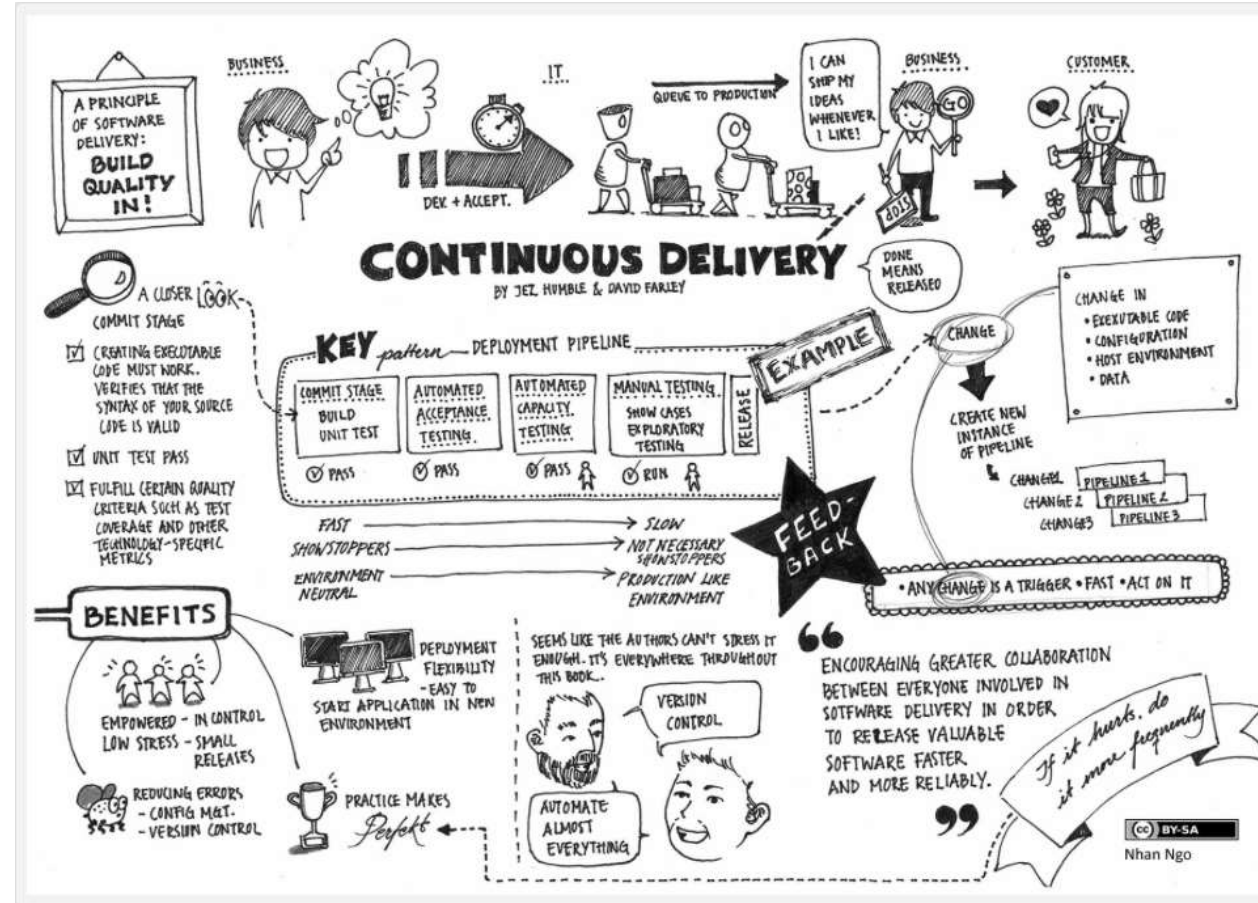 A PRINCIPLE
OF SOFTWARE
DELIVERY:
BUILD
QUALITY
IN!
BUSINESS
IT
DEV. + ACCEPT.
QUEUE TO PRODUCTION
I CAN
SHIP MY
IDEAS
WHENEVER
I LIKE!
BUSINESS
GO
STOP
CUSTOMER
CONTINUOUS DELIVERY
BY JEZ HUMBLE & DAVID FARLEY
DONE
MEANS
RELEASED
A CLOSER LOOK
COMMIT STAGE
CREATING EXECUTABLE
CODE MUST WORK.
VERIFIES THAT THE
SYNTAX OF YOUR SOURCE
CODE IS VALID
UNIT TEST PASS
FULFILL CERTAIN QUALITY
CRITERIA SUCH AS TEST
COVERAGE AND OTHER
TECHNOLOGY-SPECIFIC
METRICS
KEY pattern — DEPLOYMENT PIPELINE
EXAMPLE
COMMIT STAGE
BUILD
UNIT TEST
PASS
AUTOMATED
ACCEPTANCE
TESTING
PASS
AUTOMATED
CAPACITY
TESTING
PASS
MANUAL TESTING
SHOW CASES
EXPLORATORY
TESTING
RUN
RELEASE
FAST
SLOW
SHOWSTOPPERS
NOT NECESSARY
SHOWSTOPPERS
ENVIRONMENT
NEUTRAL
PRODUCTION LIKE
ENVIRONMENT
CHANGE
CHANGE IN
• EXEXUTABLE CODE
• CONFIGURATION
• HOST ENVIRONMENT
• DATA
CREATE NEW
INSTANCE
OF PIPELINE
CHANGE1 PIPELINE 1
CHANGE2 PIPELINE 2
CHANGE3 PIPELINE 3
FEED-
BACK
• ANY CHANGE IS A TRIGGER • FAST • ACT ON IT
BENEFITS
EMPOWERED - IN CONTROL
LOW STRESS - SMALL
RELEASES
REDUCING ERRORS
- CONFIG MGT.
- VERSION CONTROL
DEPLOYMENT
FLEXIBILITY
- EASY TO
START APPLICATION IN NEW
ENVIRONMENT
PRACTICE MAKES
Perfekt
SEEMS LIKE THE AUTHORS CAN'T STRESS IT
ENOUGH. IT'S EVERYWHERE THROUGHOUT
THIS BOOK..
VERSION
CONTROL
AUTOMATE
ALMOST
EVERYTHING
“
ENCOURAGING GREATER COLLABORATION
BETWEEN EVERYONE INVOLVED IN
SOTFWARE DELIVERY IN ORDER
TO RELEASE VALUABLE
SOFTWARE FASTER
AND MORE RELIABLY.
”
If it hurts, do
it more frequently
cc BY-SA
Nhan Ngo